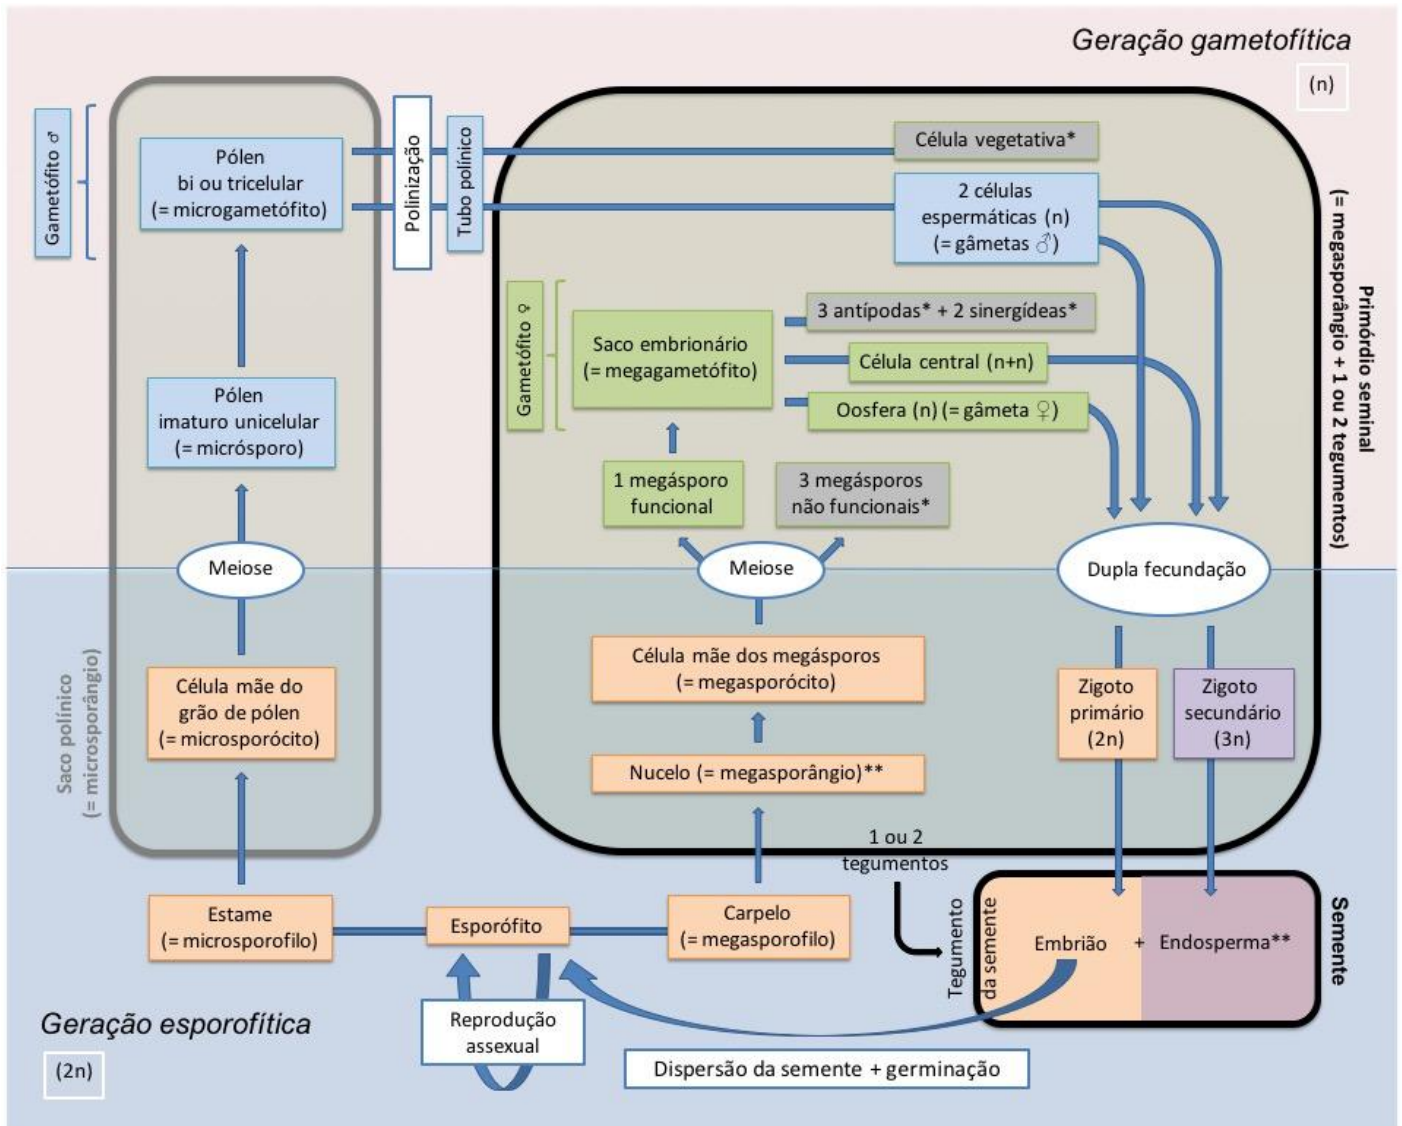 Geração gametofítica
(n)
Gametófito ♂
Pólen
bi ou tricelular
(= microgametófito)
Polinização
Tubo polínico
Célula vegetativa*
2 células
espermáticas (n)
(= gâmetas ♂)
Gametófito ♀
Saco embrionário
(= megagametófito)
3 antípodas* + 2 sinergídeas*
Célula central (n+n)
Oosfera (n) (= gâmeta ♀)
Primórdio seminal
(= megasporângio + 1 ou 2 tegumentos)
Pólen
imaturo unicelular
(= micrósporo)
1 megásporo
funcional
3 megásporos
não funcionais*
Meiose
Meiose
Dupla fecundação
Saco polínico
(= microsporângio)
Célula mãe do
grão de pólen
(= microsporócito)
Célula mãe dos megásporos
(= megasporócito)
Nucelo (= megasporângio)**
Zigoto
primário
(2n)
Zigoto
secundário
(3n)
1 ou 2
tegumentos
Estame
(= microsporofilo)
Esporófito
Carpelo
(= megasporofilo)
Tegumento
da semente
Embrião + Endosperma**
Semente
Geração esporofítica
(2n)
Reprodução
assexual
Dispersão da semente + germinação